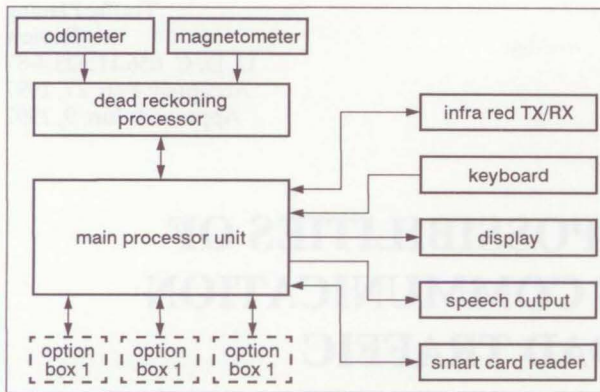 odometer
magnetometer
dead reckoning
processor
infra red TX/RX
keyboard
main processor unit
display
speech output
option
box 1
option
box 1
option
box 1
smart card reader